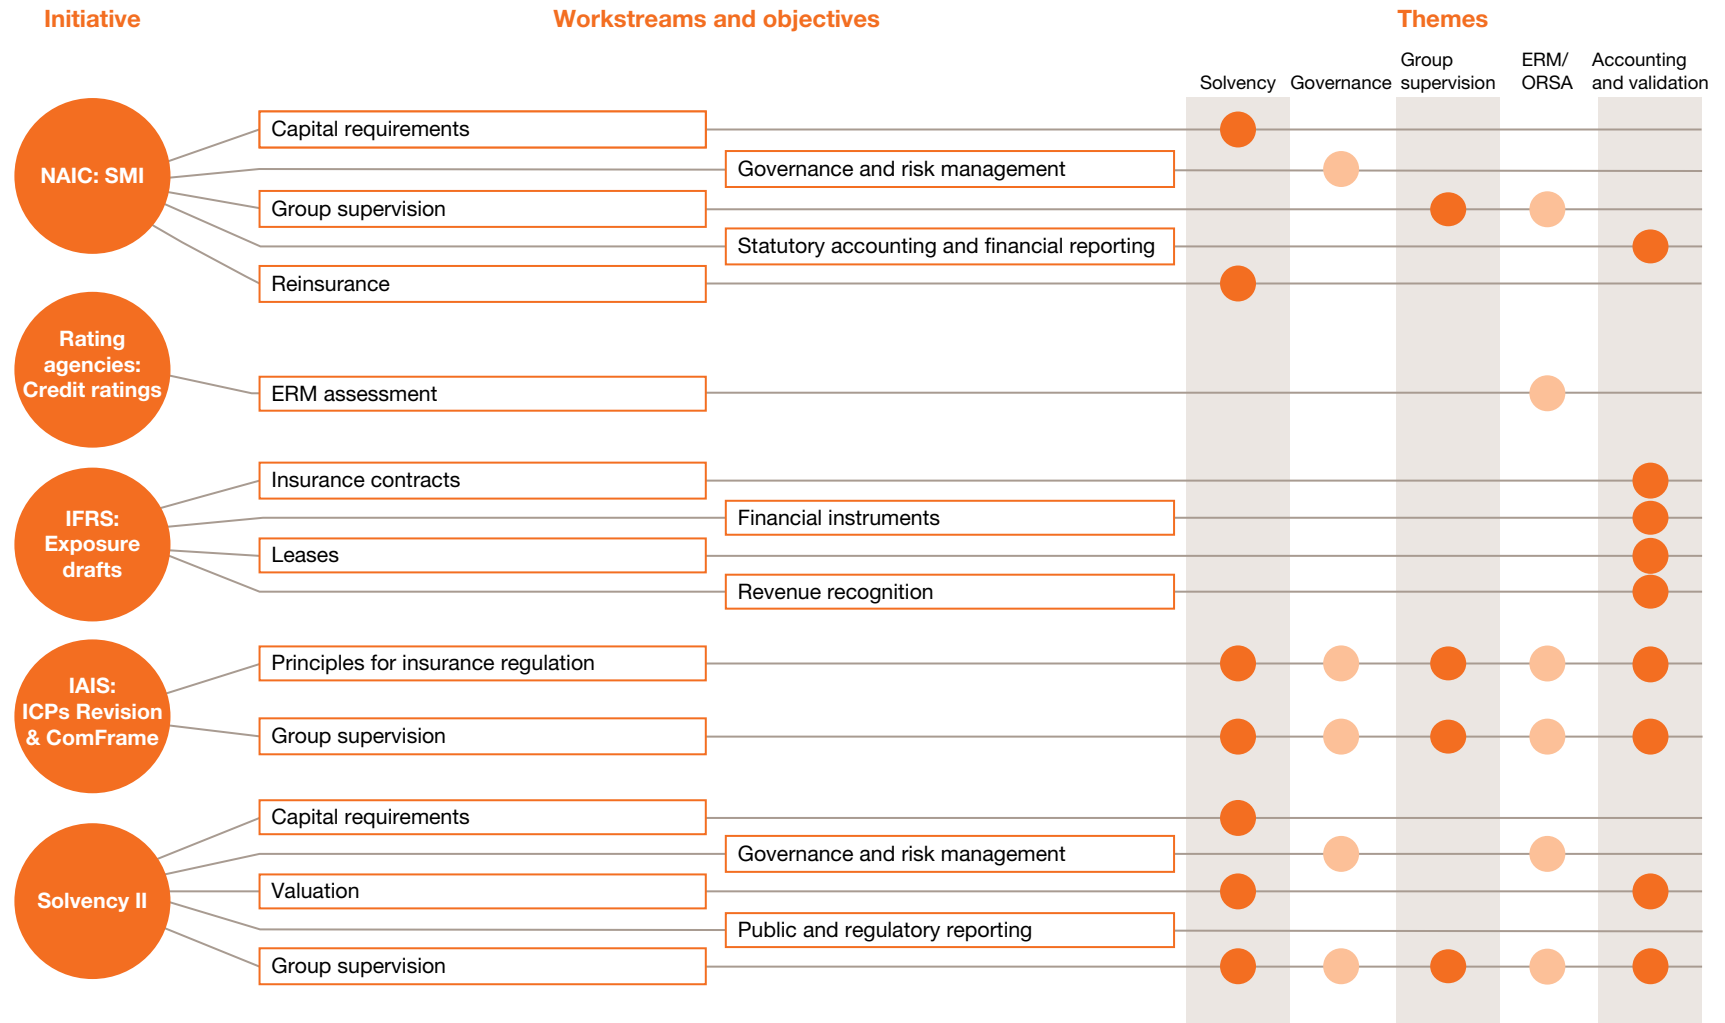 Initiative
Workstreams and objectives
Themes
Solvency
Governance
Group
supervision
ERM/
ORSA
Accounting
and validation
NAIC: SMI
Capital requirements
Governance and risk management
Group supervision
Statutory accounting and financial reporting
Reinsurance
Rating
agencies:
Credit ratings
ERM assessment
IFRS:
Exposure
drafts
Insurance contracts
Financial instruments
Leases
Revenue recognition
IAIS:
ICPs Revision
& ComFrame
Principles for insurance regulation
Group supervision
Solvency II
Capital requirements
Governance and risk management
Valuation
Public and regulatory reporting
Group supervision